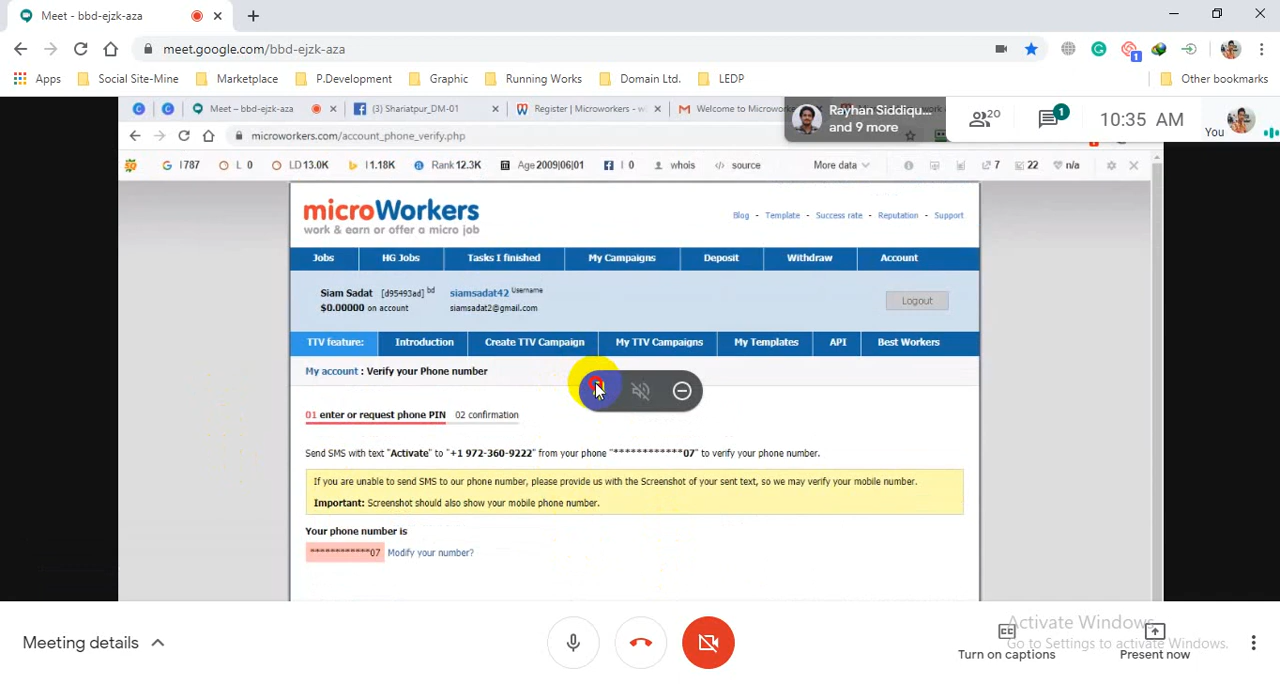 Meet - bbd-ejzk-aza
meet.google.com/bbd-ejzk-aza
1
Apps Social Site-Mine Marketplace P.Development Graphic Running Works Domain Ltd. LEDP Other bookmarks
Meet – bbd-ejzk-aza (3) Shariatpur_DM-01 Register | Microworkers - w Welcome to Microwork
Rayhan Siddiqu...
and 9 more
20
1
10:35 AM
You
microworkers.com/account_phone_verify.php
I 787 L 0 LD 13.0K I 1.18K Rank 12.3K Age 2009|06|01 I 0 whois source More data 7 22 n/a
microWorkers
work & earn or offer a micro job
Blog - Template - Success rate - Reputation - Support
Jobs HG Jobs Tasks I finished My Campaigns Deposit Withdraw Account
Siam Sadat [d95493ad] bd siamsadat42 Username
$0.00000 on account siamsadat2@gmail.com
Logout
TTV feature: Introduction Create TTV Campaign My TTV Campaigns My Templates API Best Workers
My account : Verify your Phone number
01 enter or request phone PIN 02 confirmation
Send SMS with text "Activate" to "+1 972-360-9222" from your phone "************07" to verify your phone number.
If you are unable to send SMS to our phone number, please provide us with the Screenshot of your sent text, so we may verify your mobile number.
Important: Screenshot should also show your mobile phone number.
Your phone number is
************07 Modify your number?
Meeting details
Turn on captions
Present now
Activate Windows
Go to Settings to activate Windows.